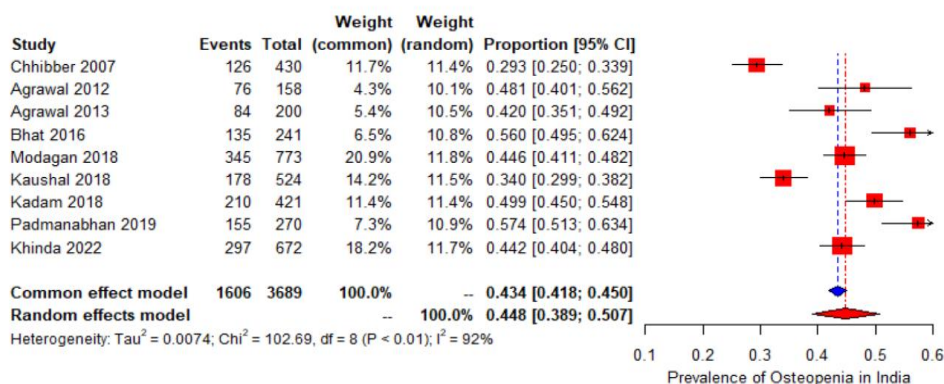 Weight Weight
Study Events Total (common) (random) Proportion [95% CI]
Chhibber 2007 126 430 11.7% 11.4% 0.293 [0.250; 0.339]
Agrawal 2012 76 158 4.3% 10.1% 0.481 [0.401; 0.562]
Agrawal 2013 84 200 5.4% 10.5% 0.420 [0.351; 0.492]
Bhat 2016 135 241 6.5% 10.8% 0.560 [0.495; 0.624]
Modagan 2018 345 773 20.9% 11.8% 0.446 [0.411; 0.482]
Kaushal 2018 178 524 14.2% 11.5% 0.340 [0.299; 0.382]
Kadam 2018 210 421 11.4% 11.4% 0.499 [0.450; 0.548]
Padmanabhan 2019 155 270 7.3% 10.9% 0.574 [0.513; 0.634]
Khinda 2022 297 672 18.2% 11.7% 0.442 [0.404; 0.480]
Common effect model 1606 3689 100.0% -- 0.434 [0.418; 0.450]
Random effects model -- 100.0% 0.448 [0.389; 0.507]
Heterogeneity: Tau² = 0.0074; Chi² = 102.69, df = 8 (P < 0.01); I² = 92%
0.1 0.2 0.3 0.4 0.5 0.6
Prevalence of Osteopenia in India